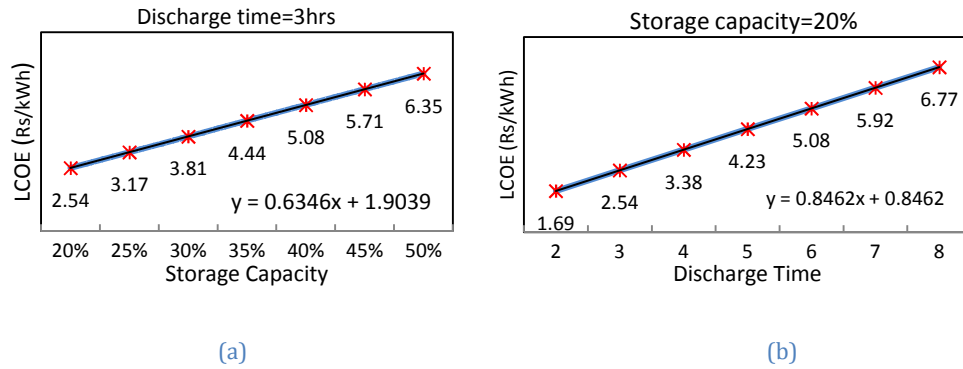 Discharge time=3hrs
LCOE (Rs/kWh)
2.54
3.17
3.81
4.44
5.08
5.71
6.35
y = 0.6346x + 1.9039
20% 25% 30% 35% 40% 45% 50%
Storage Capacity
(a)
Storage capacity=20%
LCOE (Rs/kWh)
1.69
2.54
3.38
4.23
5.08
5.92
6.77
y = 0.8462x + 0.8462
2 3 4 5 6 7 8
Discharge Time
(b)